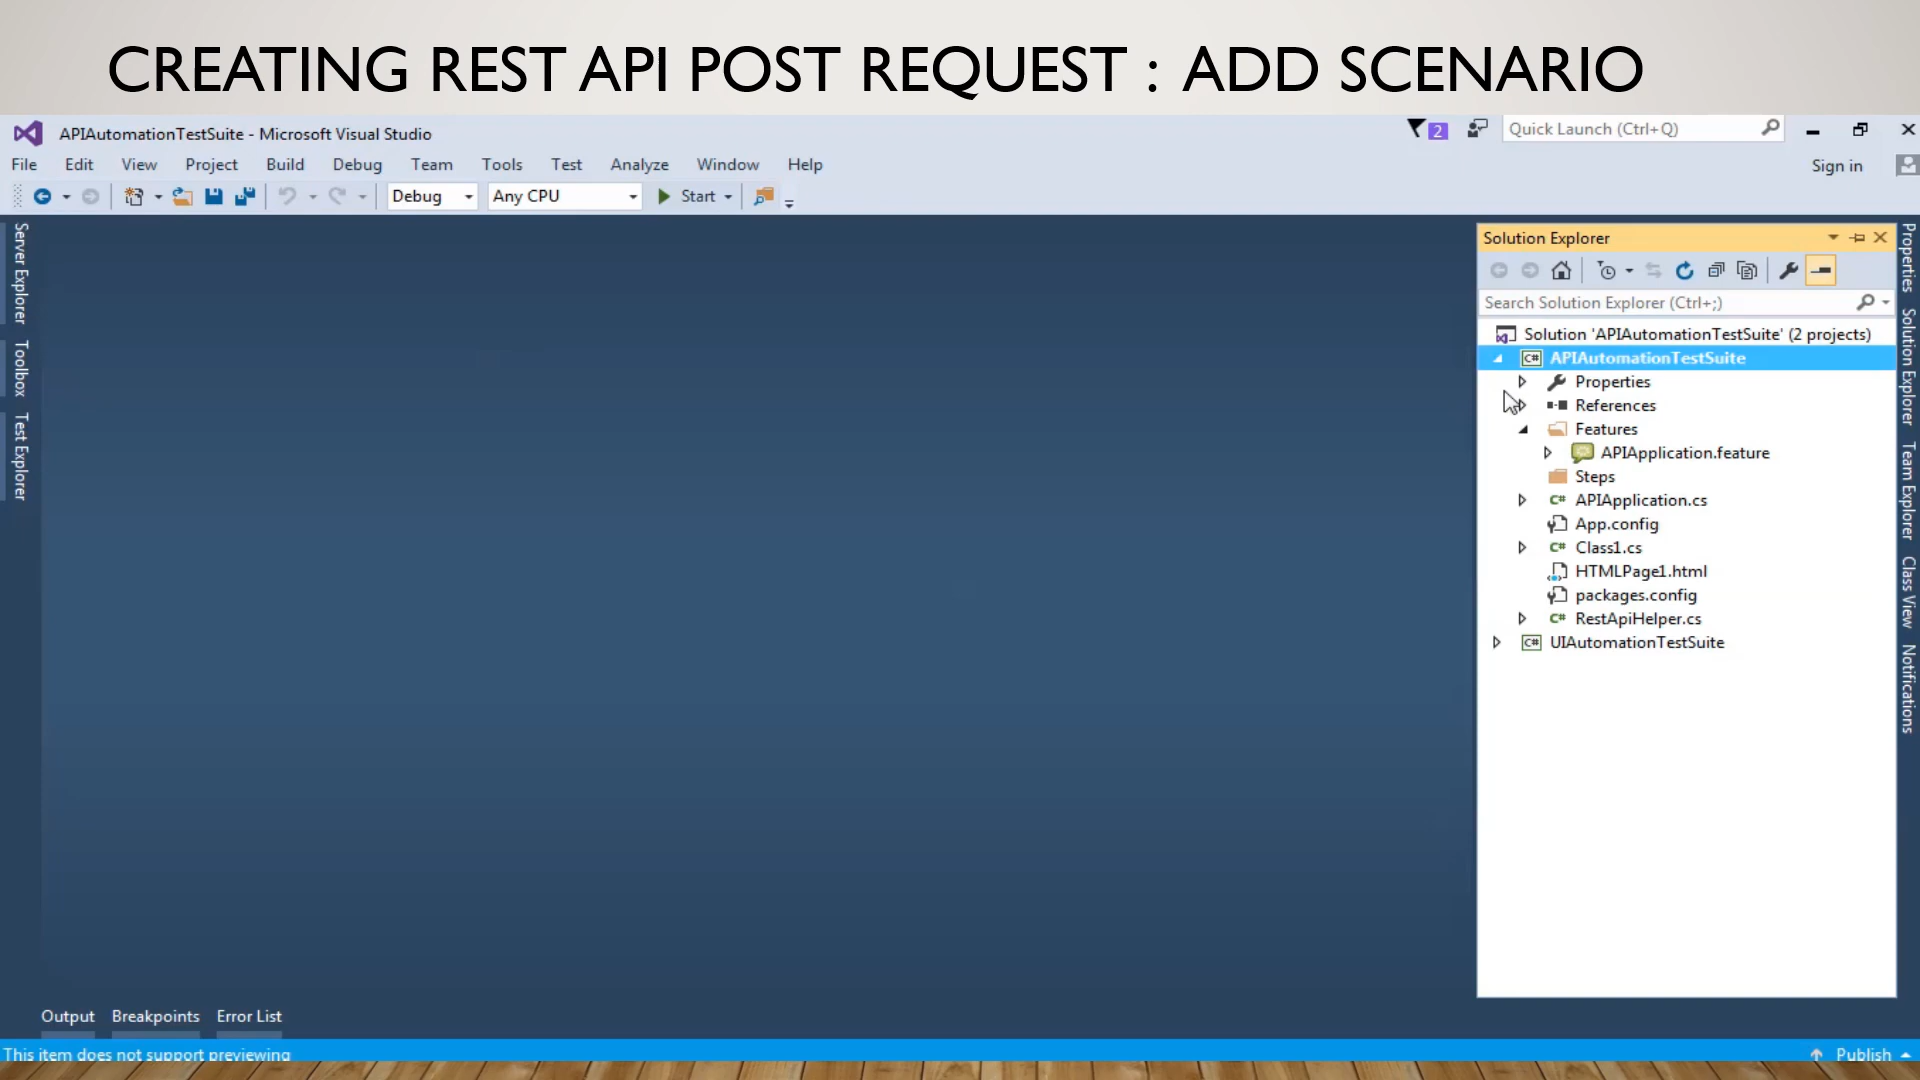 CREATING REST API POST REQUEST : ADD SCENARIO
APIAutomationTestSuite - Microsoft Visual Studio
2
Quick Launch (Ctrl+Q)
File Edit View Project Build Debug Team Tools Test Analyze Window Help
Sign in
Debug Any CPU Start
Server Explorer
Toolbox
Test Explorer
Solution Explorer
Search Solution Explorer (Ctrl+;)
Solution 'APIAutomationTestSuite' (2 projects)
C# APIAutomationTestSuite
Properties
References
Features
APIApplication.feature
Steps
C# APIApplication.cs
App.config
C# Class1.cs
HTMLPage1.html
packages.config
C# RestApiHelper.cs
C# UIAutomationTestSuite
Properties
Solution Explorer
Team Explorer
Class View
Notifications
Output Breakpoints Error List
This item does not support previewing
Publish